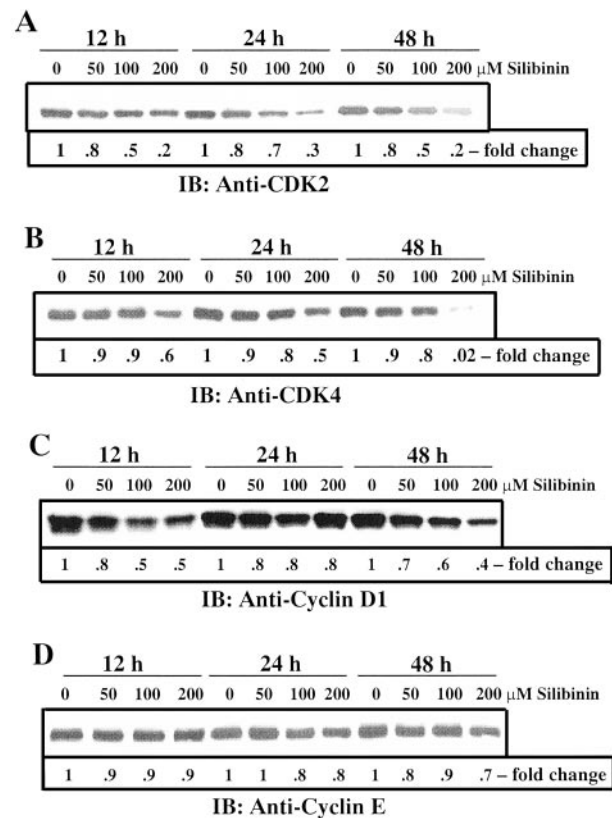 A
12 h 24 h 48 h
0 50 100 200 0 50 100 200 0 50 100 200 μM Silibinin
1 .8 .5 .2 1 .8 .7 .3 1 .8 .5 .2 – fold change
IB: Anti-CDK2
B
12 h 24 h 48 h
0 50 100 200 0 50 100 200 0 50 100 200 μM Silibinin
1 .9 .9 .6 1 .9 .8 .5 1 .9 .8 .02 – fold change
IB: Anti-CDK4
C
12 h 24 h 48 h
0 50 100 200 0 50 100 200 0 50 100 200 μM Silibinin
1 .8 .5 .5 1 .8 .8 .8 1 .7 .6 .4 – fold change
IB: Anti-Cyclin D1
D
12 h 24 h 48 h
0 50 100 200 0 50 100 200 0 50 100 200 μM Silibinin
1 .9 .9 .9 1 1 .8 .8 1 .8 .9 .7 – fold change
IB: Anti-Cyclin E